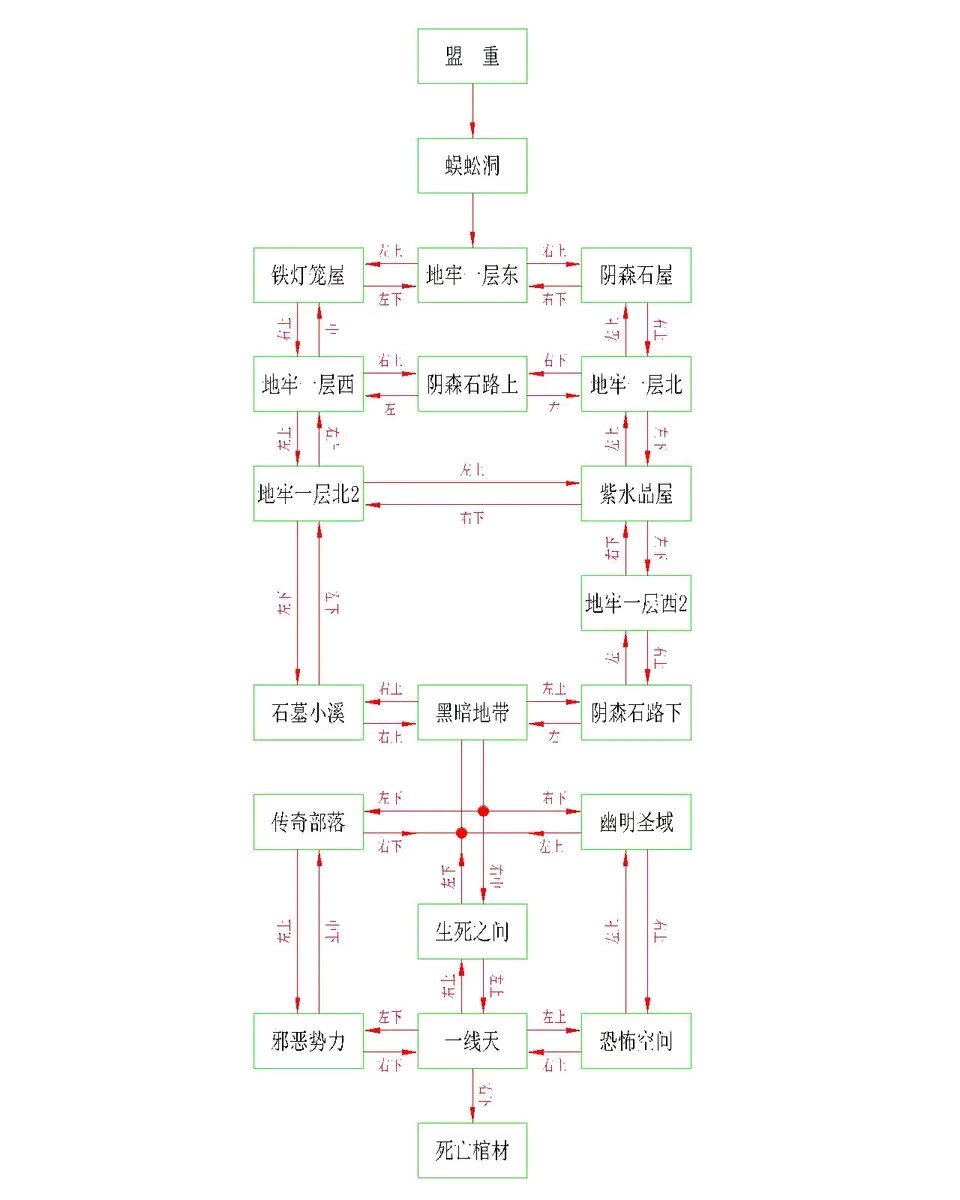 盟 重
蜈蚣洞
左上
右上
铁灯笼屋
地牢一层东
阴森石屋
左下
右下
右上
中
左上
右上
右上
右下
地牢一层西
阴森石路上
地牢一层北
左
左上
左上
左下
左上
地牢一层北2
紫水晶屋
右下
右下
左下
地牢一层西2
左下
左下
右上
右上
左上
石墓小溪
黑暗地带
阴森石路下
右上
左下
右下
传奇部落
幽明圣域
右下
左上
左下
右中
生死之间
左上
中下
左上
右上
右上
左上
左下
左上
邪恶势力
一线天
恐怖空间
右下
右上
死亡棺材